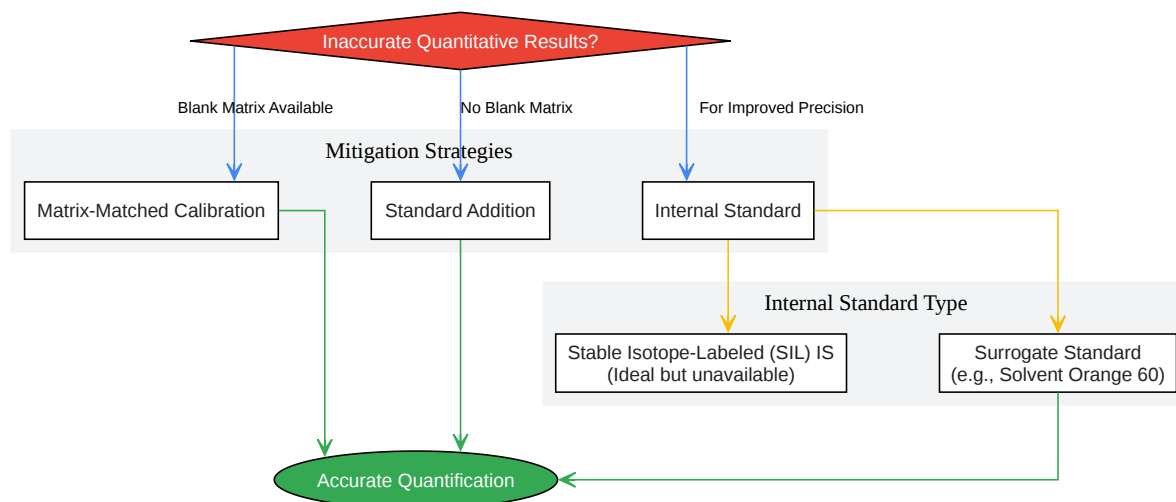 Inaccurate Quantitative Results?
Blank Matrix Available
No Blank Matrix
For Improved Precision
Mitigation Strategies
Matrix-Matched Calibration
Standard Addition
Internal Standard
Internal Standard Type
Stable Isotope-Labeled (SIL) IS
(Ideal but unavailable)
Surrogate Standard
(e.g., Solvent Orange 60)
Accurate Quantification